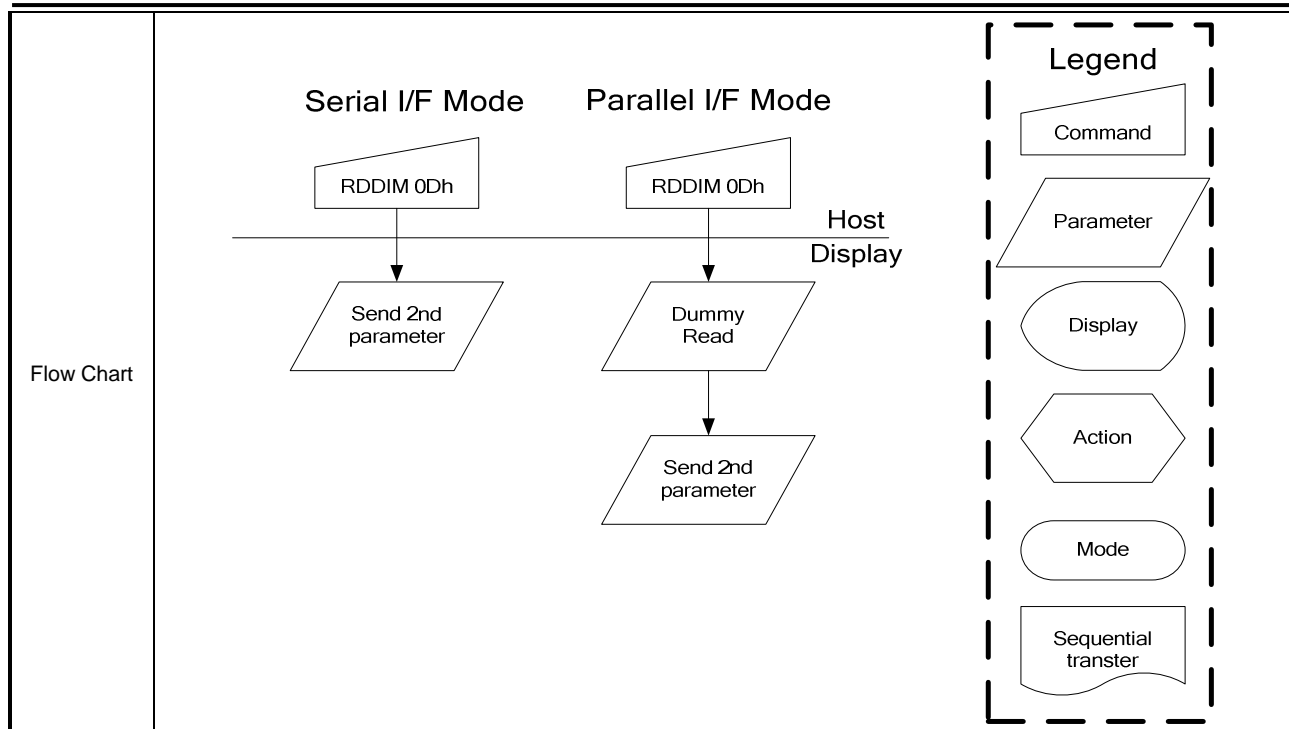 Flow Chart
Serial I/F Mode
Parallel I/F Mode
RDDIM 0Dh
RDDIM 0Dh
Host
Display
Send 2nd
parameter
Dummy
Read
Send 2nd
parameter
Legend
Command
Parameter
Display
Action
Mode
Sequential
transter